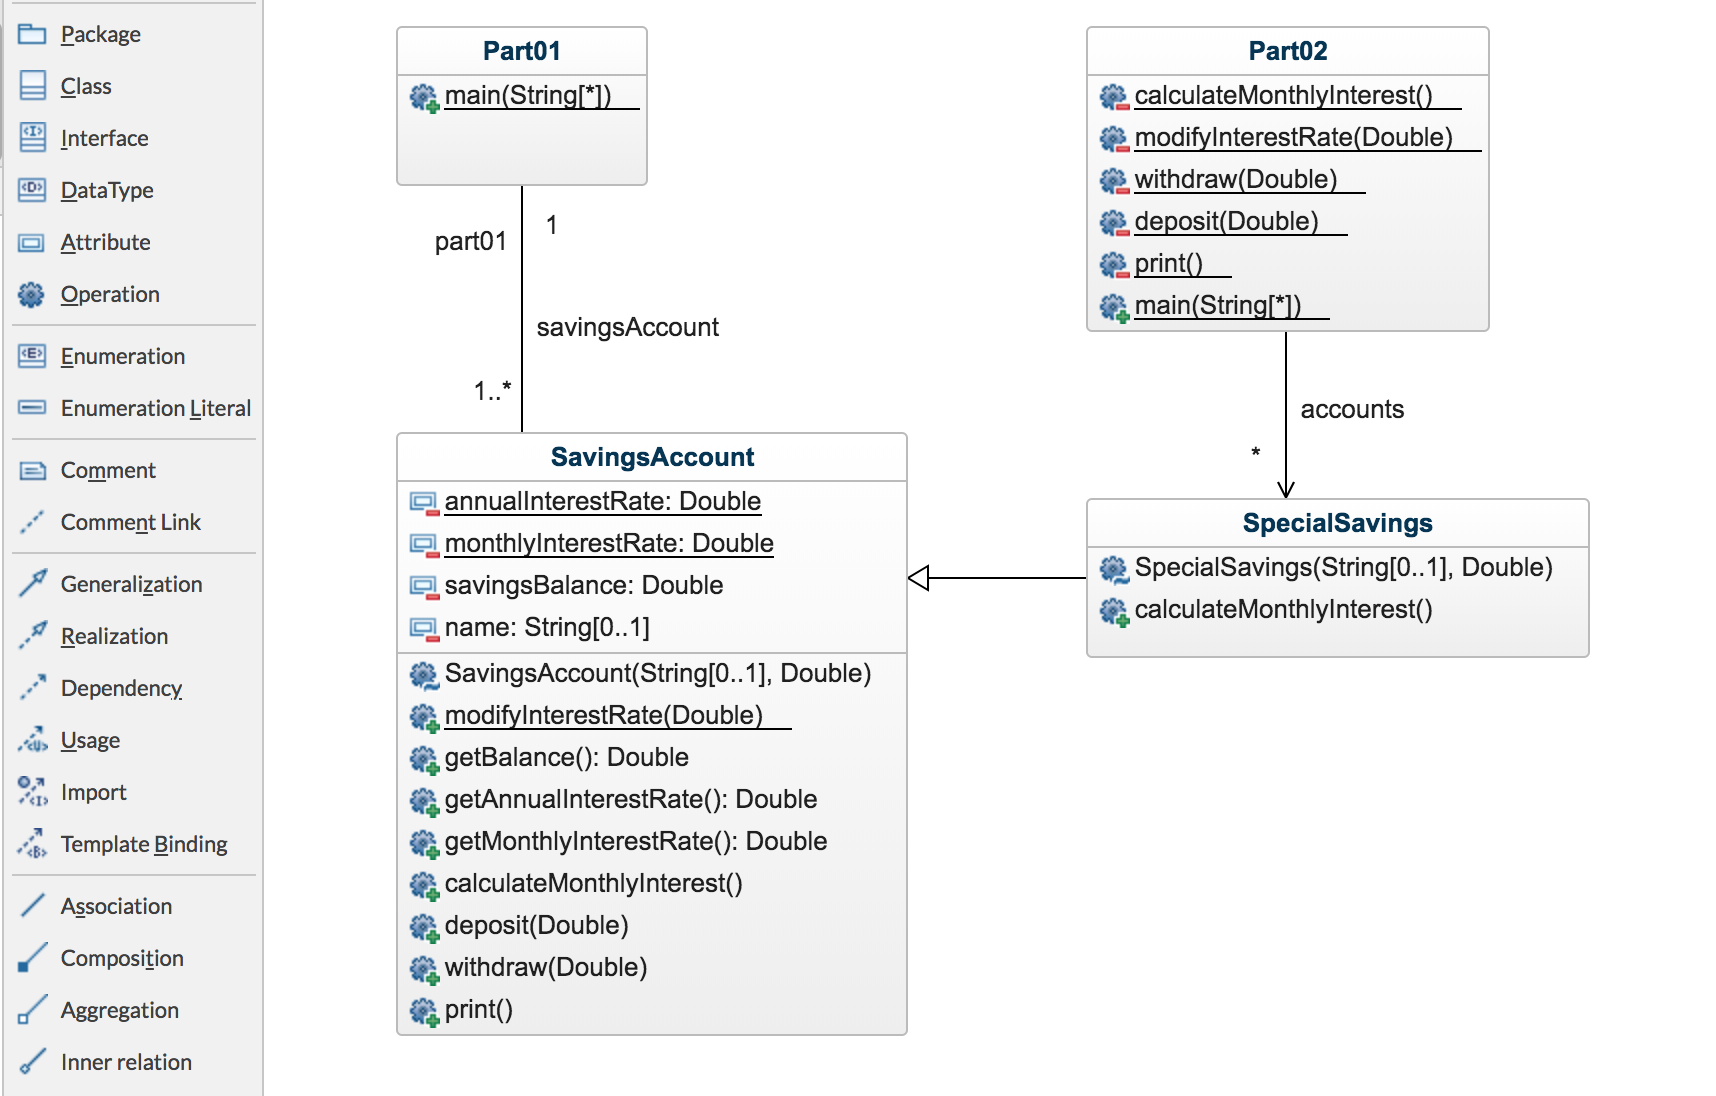 Package
Class
Interface
DataType
Attribute
Operation
Enumeration
Enumeration Literal
Comment
Comment Link
Generalization
Realization
Dependency
Usage
Import
Template Binding
Association
Composition
Aggregation
Inner relation
Part01
main(String[*])
1
part01
savingsAccount
1..*
SavingsAccount
annualInterestRate: Double
monthlyInterestRate: Double
savingsBalance: Double
name: String[0..1]
SavingsAccount(String[0..1], Double)
modifyInterestRate(Double)
getBalance(): Double
getAnnualInterestRate(): Double
getMonthlyInterestRate(): Double
calculateMonthlyInterest()
deposit(Double)
withdraw(Double)
print()
Part02
calculateMonthlyInterest()
modifyInterestRate(Double)
withdraw(Double)
deposit(Double)
print()
main(String[*])
accounts
*
SpecialSavings
SpecialSavings(String[0..1], Double)
calculateMonthlyInterest()